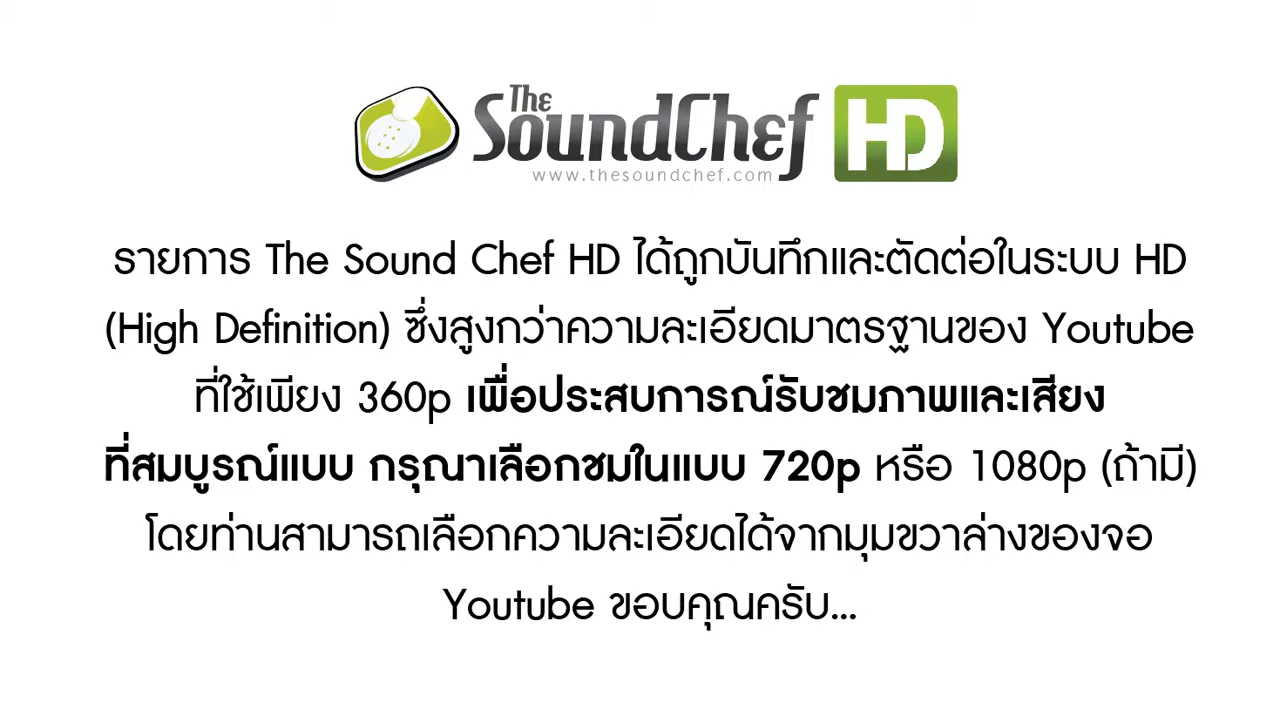 The
SoundChef HD
www.thesoundchef.com
รายการ The Sound Chef HD ได้ถูกบันทึกและตัดต่อในระบบ HD
(High Definition) ซึ่งสูงกว่าความละเอียดมาตรฐานของ Youtube
ที่ใช้เพียง 360p เพื่อประสบการณ์รับชมภาพและเสียง
ที่สมบูรณ์แบบ กรุณาเลือกชมในแบบ 720p หรือ 1080p (ถ้ามี)
โดยท่านสามารถเลือกความละเอียดได้จากมุมขวาล่างของจอ
Youtube ขอบคุณครับ...